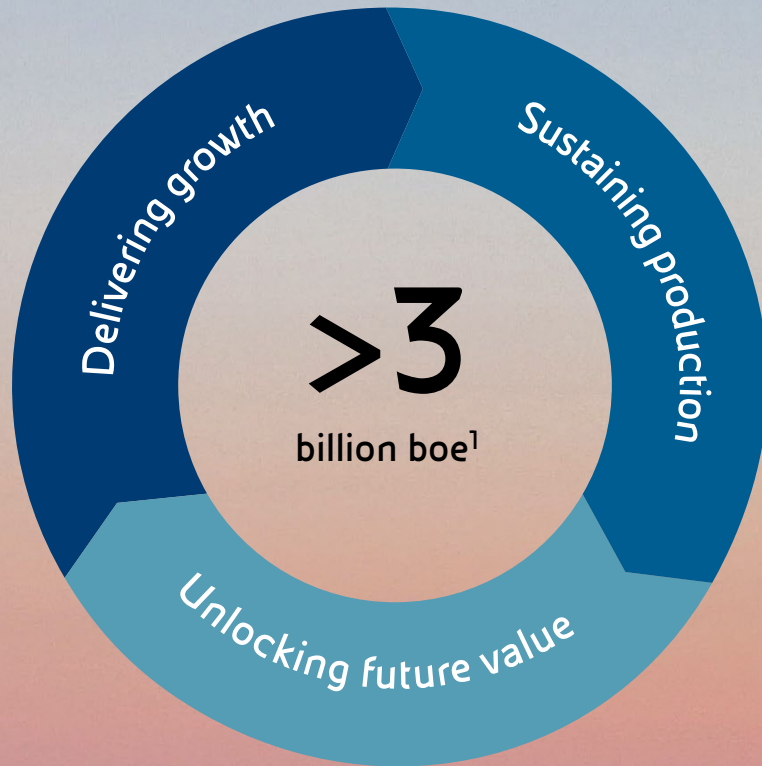 Delivering growth
Sustaining production
>3
billion boe¹
Unlocking future value